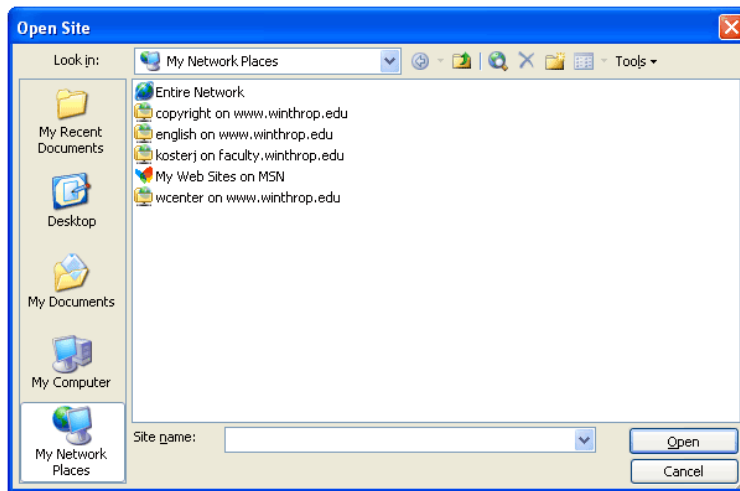 Open Site
Look in:
My Network Places
Tools
Entire Network
copyright on www.winthrop.edu
english on www.winthrop.edu
kosterj on faculty.winthrop.edu
My Web Sites on MSN
wcenter on www.winthrop.edu
My Recent
Documents
Desktop
My Documents
My Computer
My Network
Places
Site name:
Open
Cancel